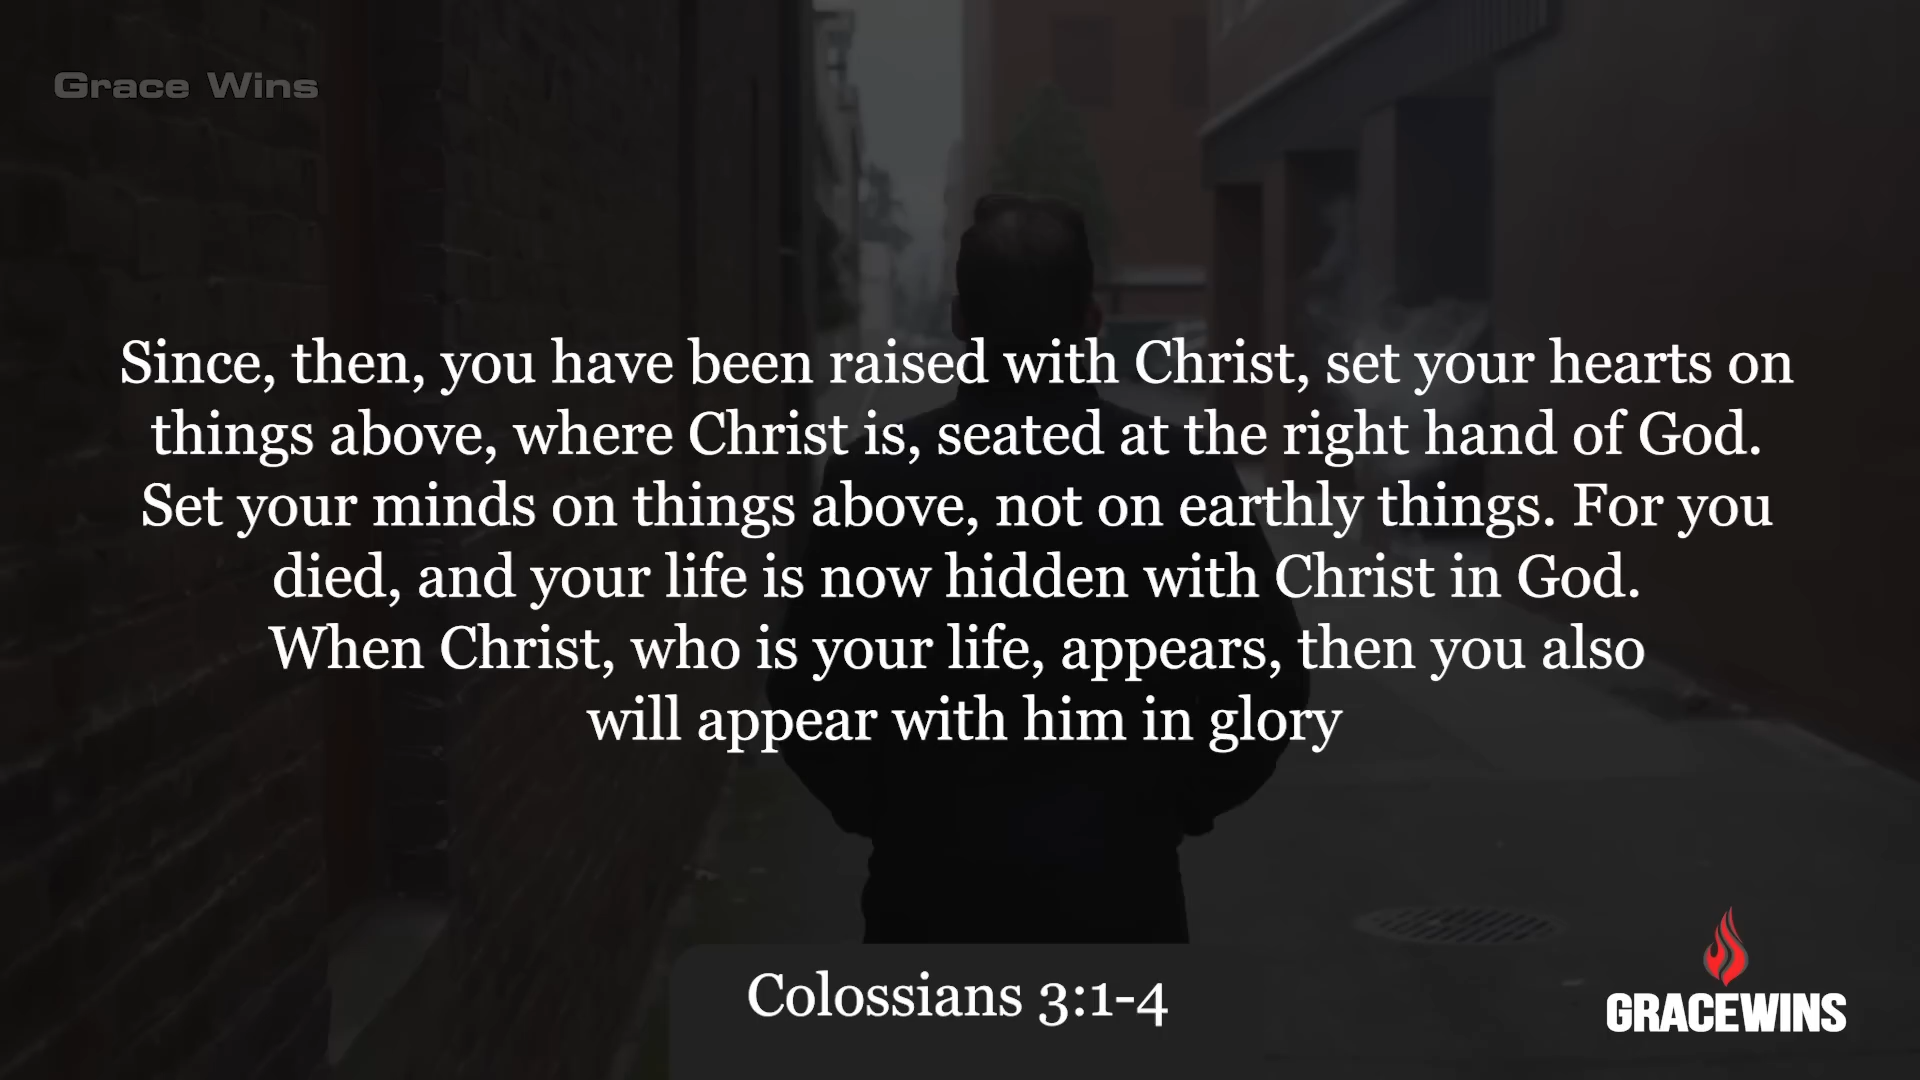 Grace Wins
Since, then, you have been raised with Christ, set your hearts on
things above, where Christ is, seated at the right hand of God.
Set your minds on things above, not on earthly things. For you
died, and your life is now hidden with Christ in God.
When Christ, who is your life, appears, then you also
will appear with him in glory
Colossians 3:1-4
GRACEWINS